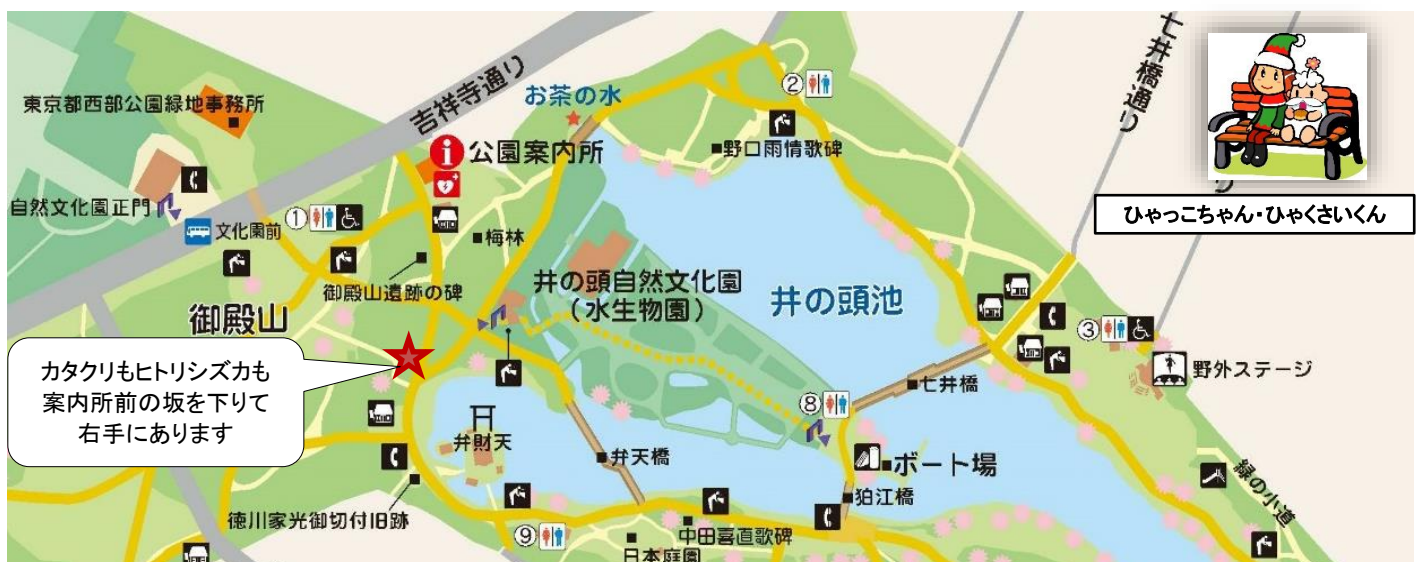 東京都西部公園緑地事務所
吉祥寺通り
お茶の水
②
七井橋通り
i 公園案内所
野口雨情歌碑
自然文化園正門
文化園前
①
梅林
ひゃっこちゃん・ひゃくさいくん
御殿山遺跡の碑
井の頭自然文化園
（水生物園）
井の頭池
御殿山
③
野外ステージ
カタクリもヒトリシズカも
案内所前の坂を下りて
右手にあります
七井橋
⑧
弁財天
弁天橋
ボート場
狛江橋
緑の小道
徳川家光御切付旧跡
⑨
中田喜直歌碑
日本庭園